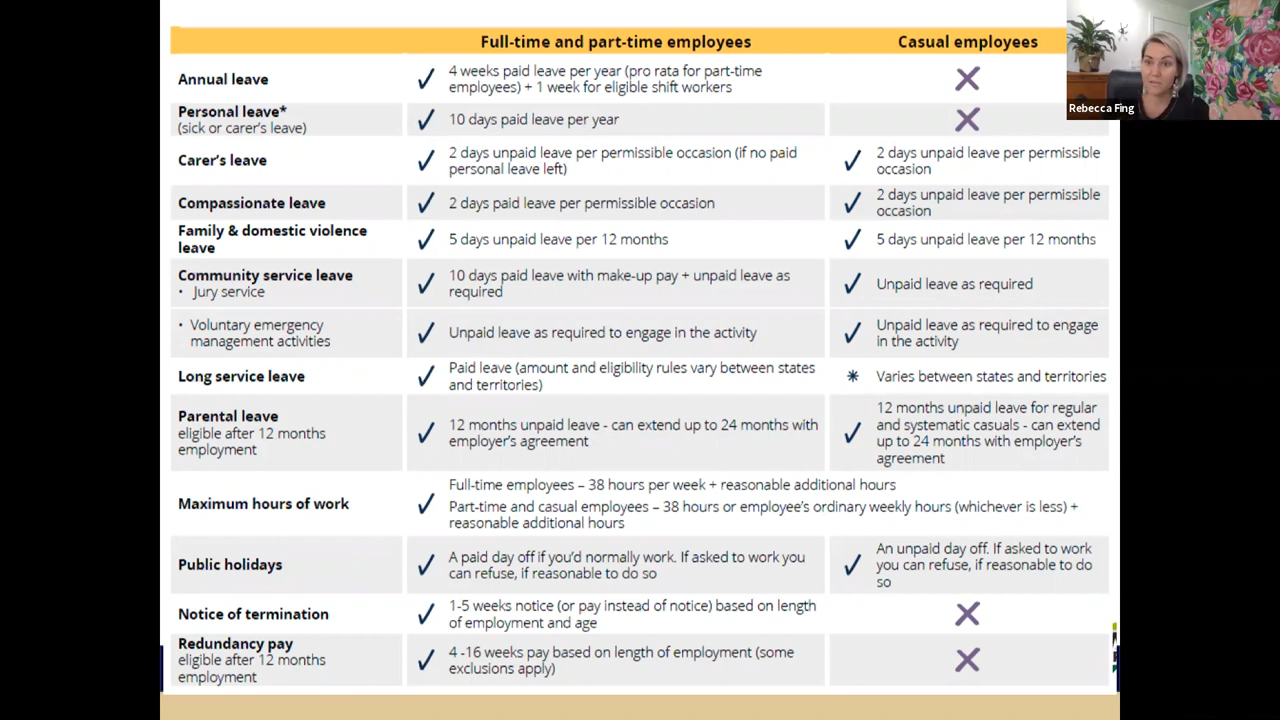 Full-time and part-time employees
Casual employees
Rebecca Fing
Annual leave
4 weeks paid leave per year (pro rata for part-time
employees) + 1 week for eligible shift workers
Personal leave*
(sick or carer's leave)
10 days paid leave per year
Carer's leave
2 days unpaid leave per permissible occasion (if no paid
personal leave left)
2 days unpaid leave per permissible
occasion
Compassionate leave
2 days paid leave per permissible occasion
2 days unpaid leave per permissible
occasion
Family & domestic violence
leave
5 days unpaid leave per 12 months
5 days unpaid leave per 12 months
Community service leave
• Jury service
10 days paid leave with make-up pay + unpaid leave as
required
Unpaid leave as required
• Voluntary emergency
management activities
Unpaid leave as required to engage in the activity
Unpaid leave as required to engage
in the activity
Long service leave
Paid leave (amount and eligibility rules vary between states
and territories)
Varies between states and territories
Parental leave
eligible after 12 months
employment
12 months unpaid leave - can extend up to 24 months with
employer's agreement
12 months unpaid leave for regular
and systematic casuals - can extend
up to 24 months with employer's
agreement
Maximum hours of work
Full-time employees – 38 hours per week + reasonable additional hours
Part-time and casual employees – 38 hours or employee's ordinary weekly hours (whichever is less) +
reasonable additional hours
Public holidays
A paid day off if you'd normally work. If asked to work you
can refuse, if reasonable to do so
An unpaid day off. If asked to work
you can refuse, if reasonable to do
so
Notice of termination
1-5 weeks notice (or pay instead of notice) based on length
of employment and age
Redundancy pay
eligible after 12 months
employment
4 -16 weeks pay based on length of employment (some
exclusions apply)